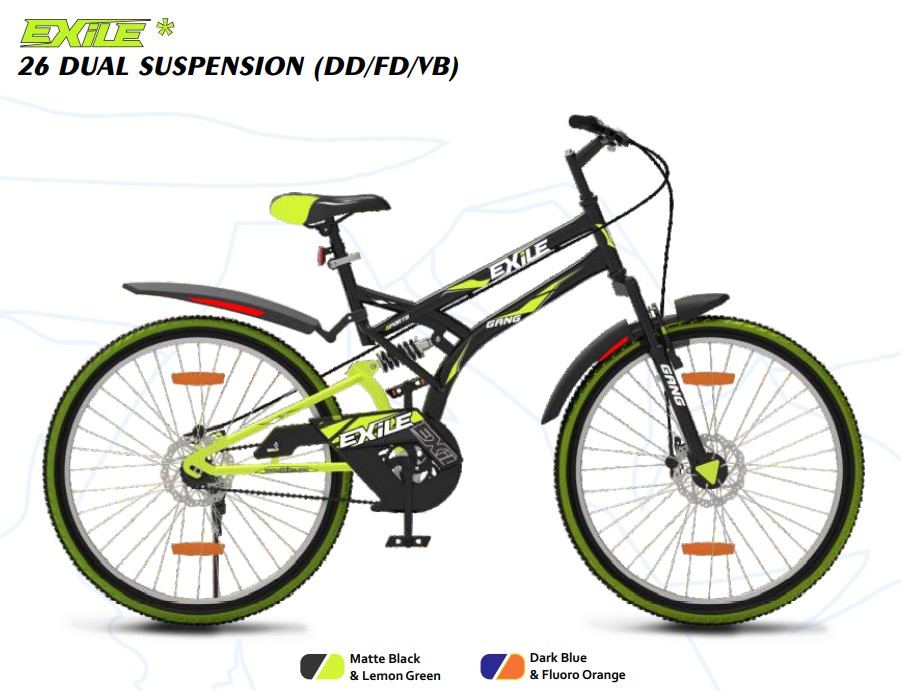 EXiLE *
26 DUAL SUSPENSION (DD/FD/VB)
EXiLE
GANG
SPORTS
GANG
EXiLE
EXiL
Matte Black
& Lemon Green
Dark Blue
& Fluoro Orange